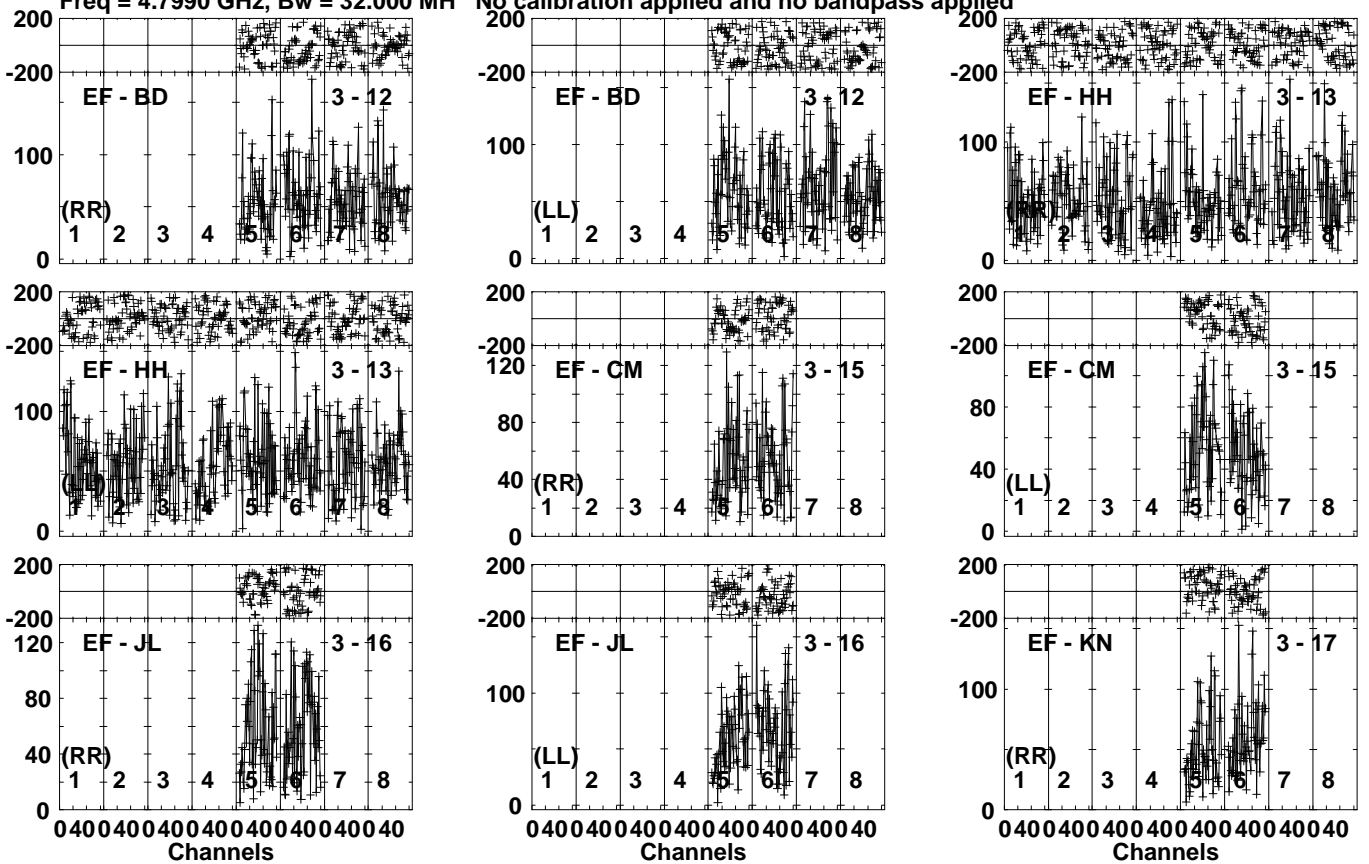 Freq = 4.7990 GHz, Bw = 32.000 MH No calibration applied and no bandpass applied
200
-200
EF - BD 3 - 12
100
(RR)
1 2 3 4 5 6 7 8
0
200
-200
EF - BD 3 - 12
100
(LL)
1 2 3 4 5 6 7 8
0
200
-200
EF - HH 3 - 13
100
(RR)
1 2 3 4 5 6 7 8
0
200
-200
EF - HH 3 - 13
100
(LL)
1 2 3 4 5 6 7 8
0
200
-200
120
EF - CM 3 - 15
80
40
(RR)
1 2 3 4 5 6 7 8
0
200
-200
EF - CM 3 - 15
80
40
(LL)
1 2 3 4 5 6 7 8
0
200
-200
120
EF - JL 3 - 16
80
40
(RR)
1 2 3 4 5 6 7 8
0
0 40 0 40 0 40 0 40 0 40 0 40 0 40 0 40
Channels
200
-200
EF - JL 3 - 16
100
(LL)
1 2 3 4 5 6 7 8
0
0 40 0 40 0 40 0 40 0 40 0 40 0 40 0 40
Channels
200
-200
EF - KN 3 - 17
100
(RR)
1 2 3 4 5 6 7 8
0
0 40 0 40 0 40 0 40 0 40 0 40 0 40 0 40
Channels